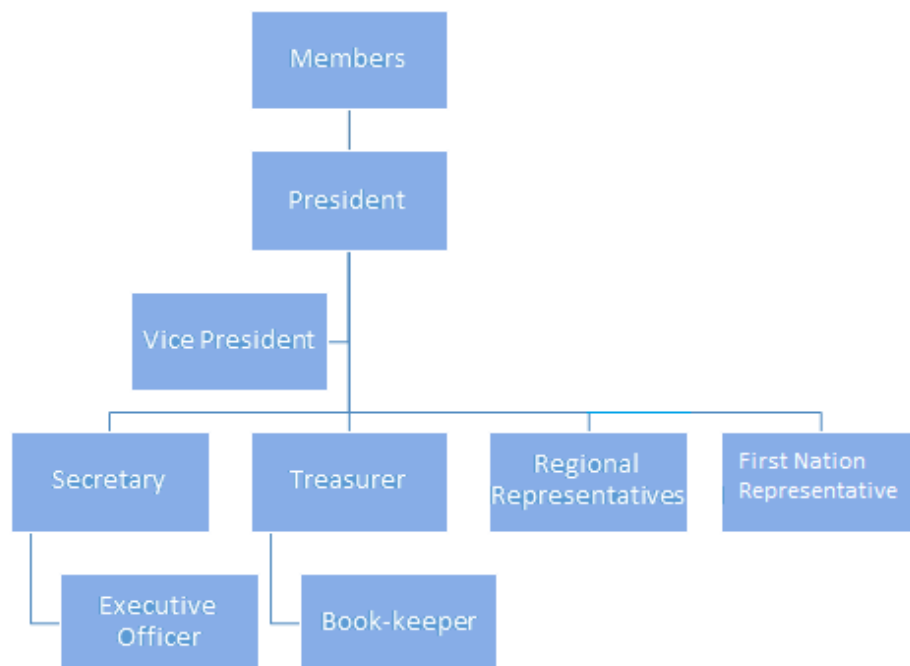 Members
President
Vice President
Secretary
Treasurer
Regional
Representatives
First Nation
Representative
Executive
Officer
Book-keeper